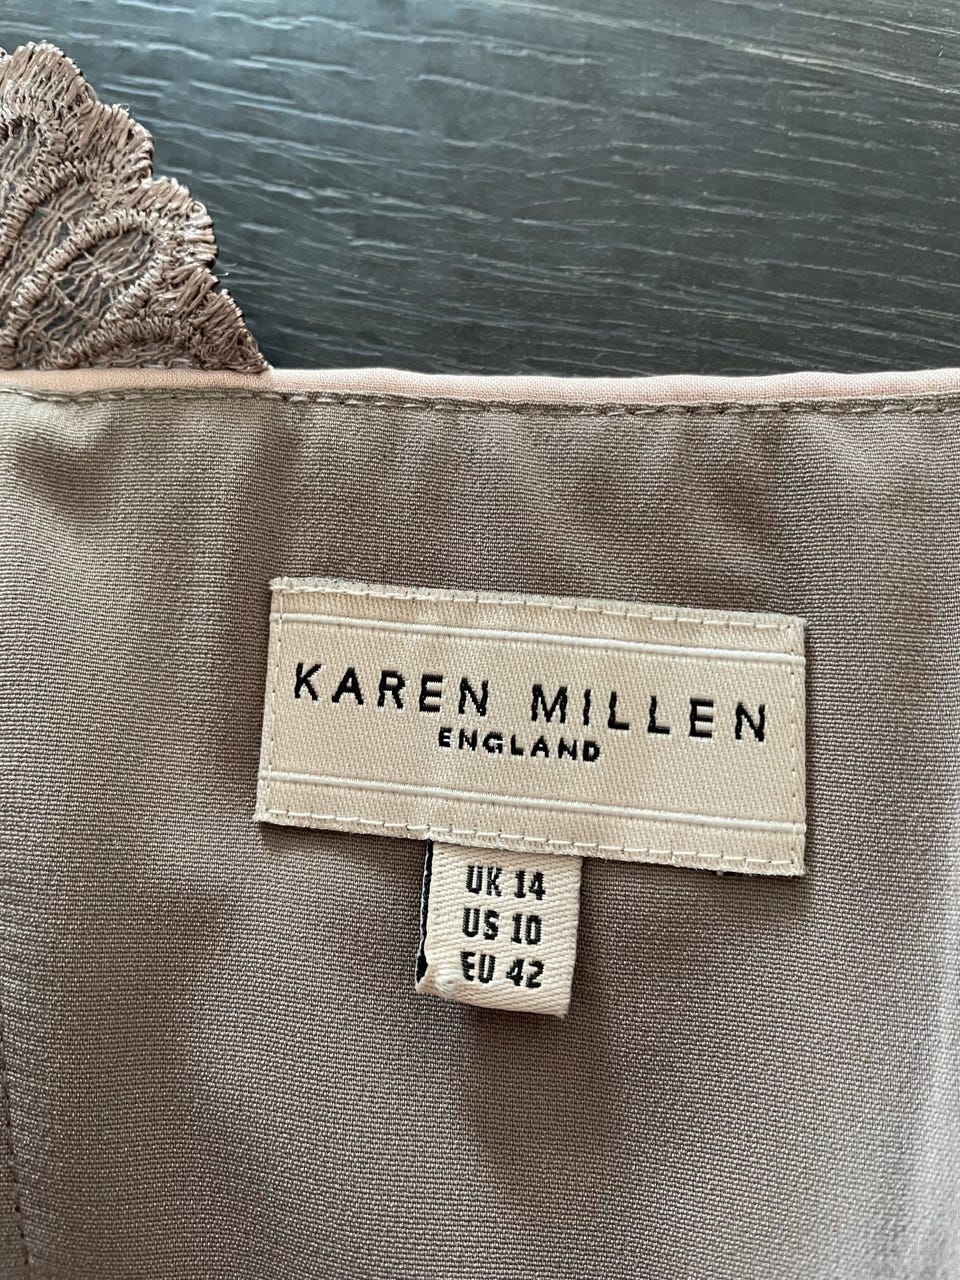 KAREN MILLEN
ENGLAND
UK 14
US 10
EU 42